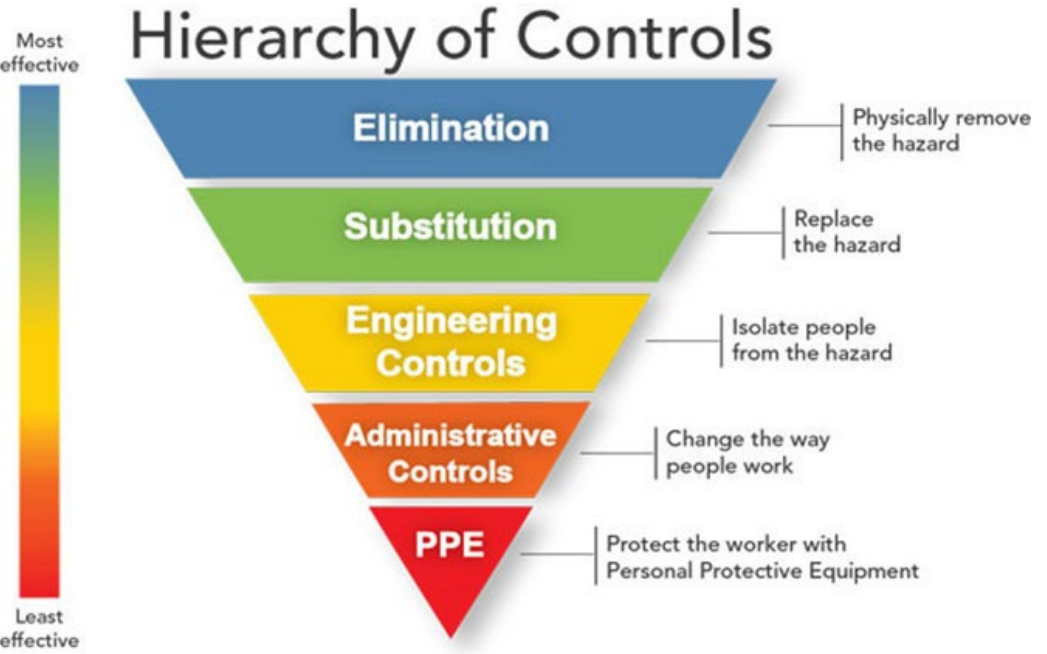 Hierarchy of Controls
Most
effective
Elimination
Physically remove
the hazard
Substitution
Replace
the hazard
Engineering
Controls
Isolate people
from the hazard
Administrative
Controls
Change the way
people work
PPE
Protect the worker with
Personal Protective Equipment
Least
effective